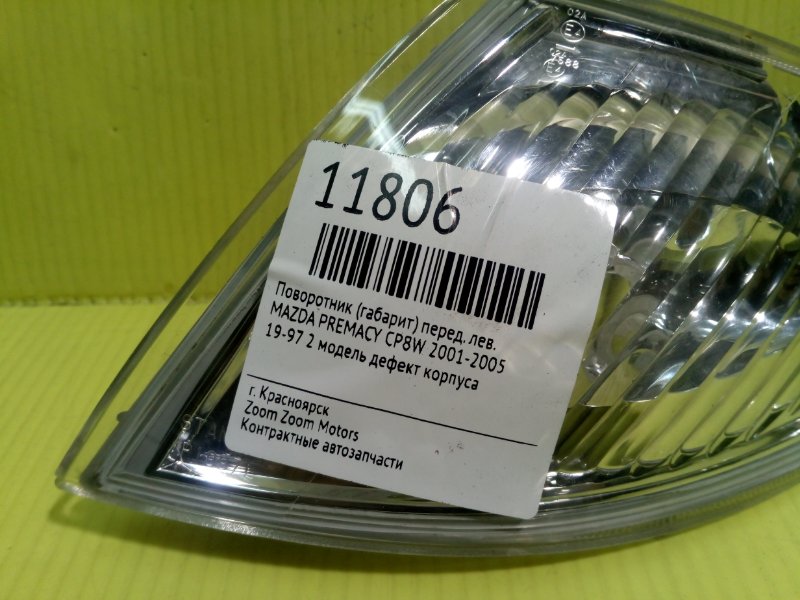 02A
11806
Поворотник (габарит) перед. лев.
MAZDA PREMACY CP8W 2001-2005
19-97 2 модель дефект корпуса
г. Красноярск
Zoom Zoom Motors
Контрактные автозапчасти